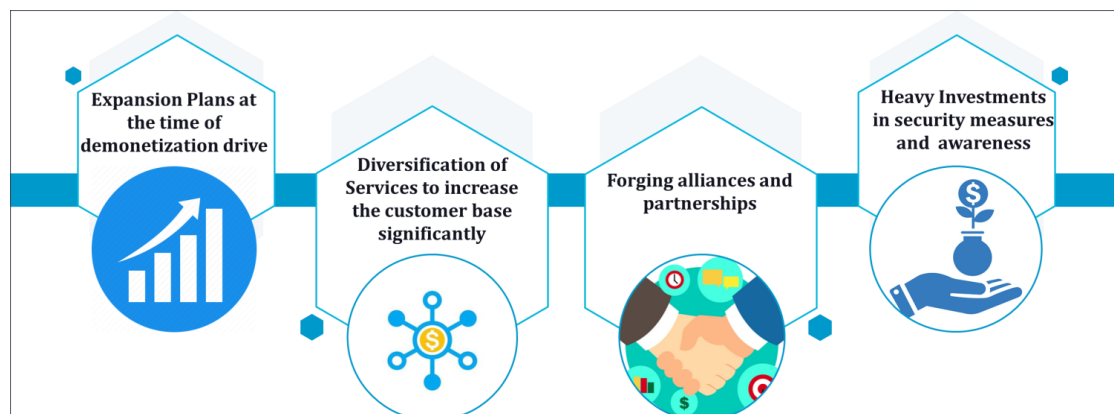 Expansion Plans at
the time of
demonetization drive
Diversification of
Services to increase
the customer base
significantly
Forging alliances and
partnerships
Heavy Investments
in security measures
and awareness
$
$
$